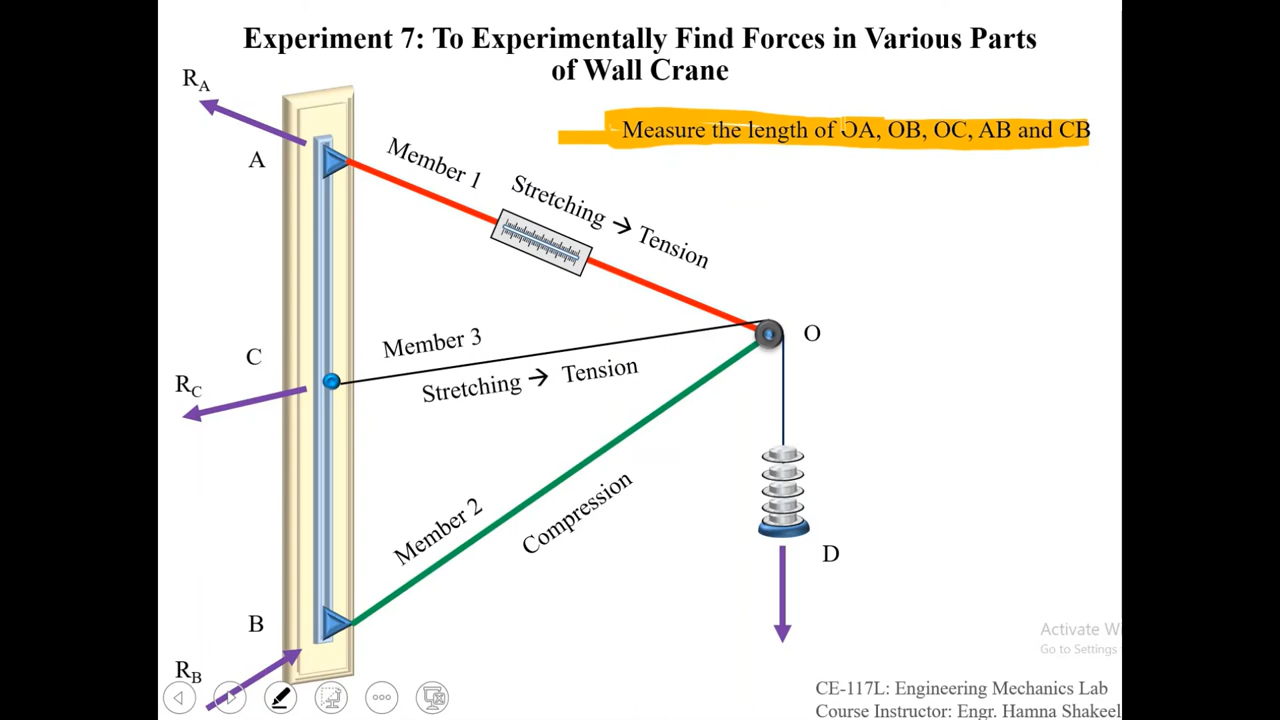 Experiment 7: To Experimentally Find Forces in Various Parts
of Wall Crane
RA
Measure the length of OA, OB, OC, AB and CB
A
Member 1
Stretching → Tension
O
Member 3
C
Stretching → Tension
RC
Member 2
Compression
D
B
RB
Activate Wi
Go to Settings
CE-117L: Engineering Mechanics Lab
Course Instructor: Engr. Hamna Shakeel